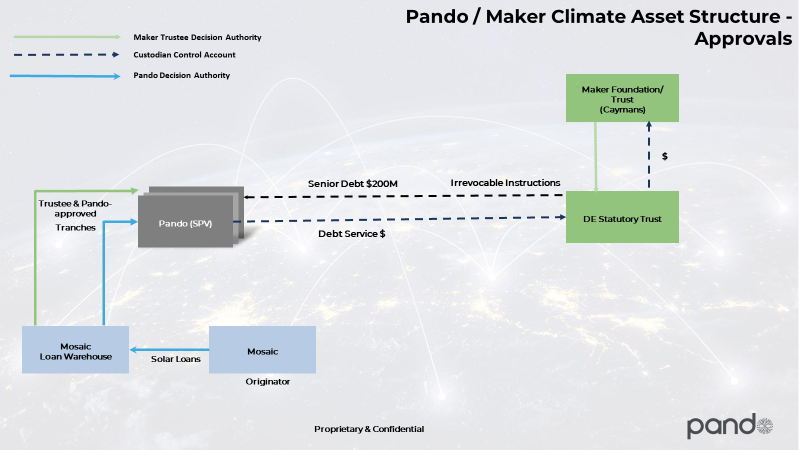 Pando / Maker Climate Asset Structure -
Approvals
Maker Trustee Decision Authority
Custodian Control Account
Pando Decision Authority
Maker Foundation/
Trust
(Caymans)
$
Senior Debt $200M
Irrevocable Instructions
Trustee & Pando-
approved
Tranches
Pando (SPV)
DE Statutory Trust
Debt Service $
Mosaic
Loan Warehouse
Solar Loans
Mosaic
Originator
Proprietary & Confidential
pando